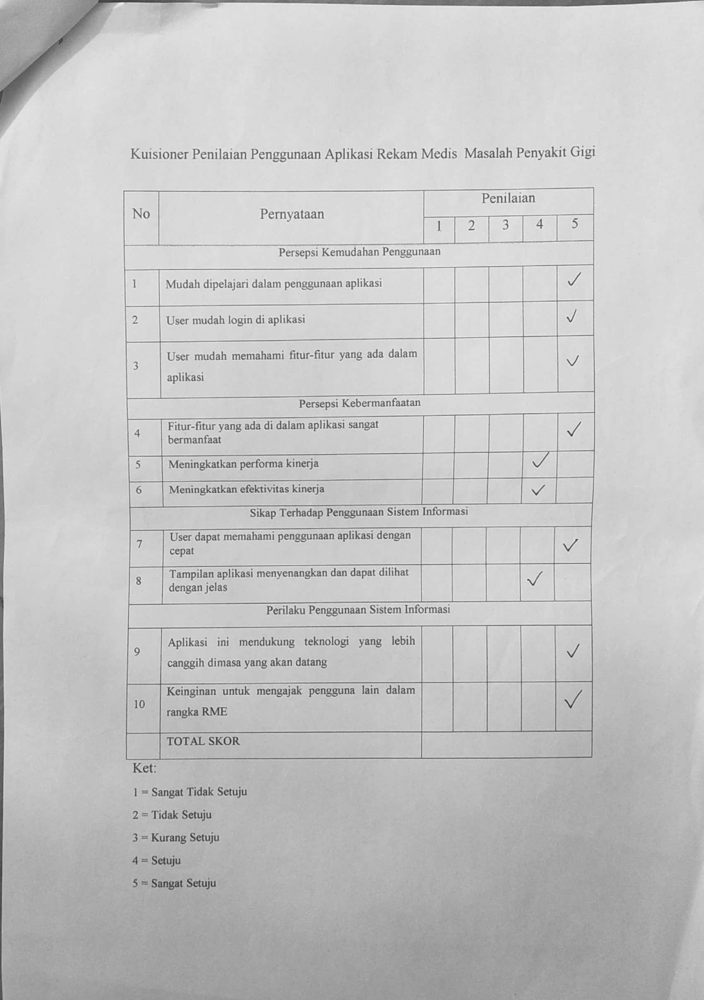 Kuisioner Penilaian Penggunaan Aplikasi Rekam Medis Masalah Penyakit Gigi
No Pernyataan Penilaian
1 2 3 4 5
Persepsi Kemudahan Penggunaan
1 Mudah dipelajari dalam penggunaan aplikasi ✓
2 User mudah login di aplikasi ✓
3 User mudah memahami fitur-fitur yang ada dalam
aplikasi ✓
Persepsi Kebermanfaatan
4 Fitur-fitur yang ada di dalam aplikasi sangat
bermanfaat ✓
5 Meningkatkan performa kinerja ✓
6 Meningkatkan efektivitas kinerja ✓
Sikap Terhadap Penggunaan Sistem Informasi
7 User dapat memahami penggunaan aplikasi dengan
cepat ✓
8 Tampilan aplikasi menyenangkan dan dapat dilihat
dengan jelas ✓
Perilaku Penggunaan Sistem Informasi
9 Aplikasi ini mendukung teknologi yang lebih
canggih dimasa yang akan datang ✓
10 Keinginan untuk mengajak pengguna lain dalam
rangka RME ✓
TOTAL SKOR
Ket:
1 = Sangat Tidak Setuju
2 = Tidak Setuju
3 = Kurang Setuju
4 = Setuju
5 = Sangat Setuju